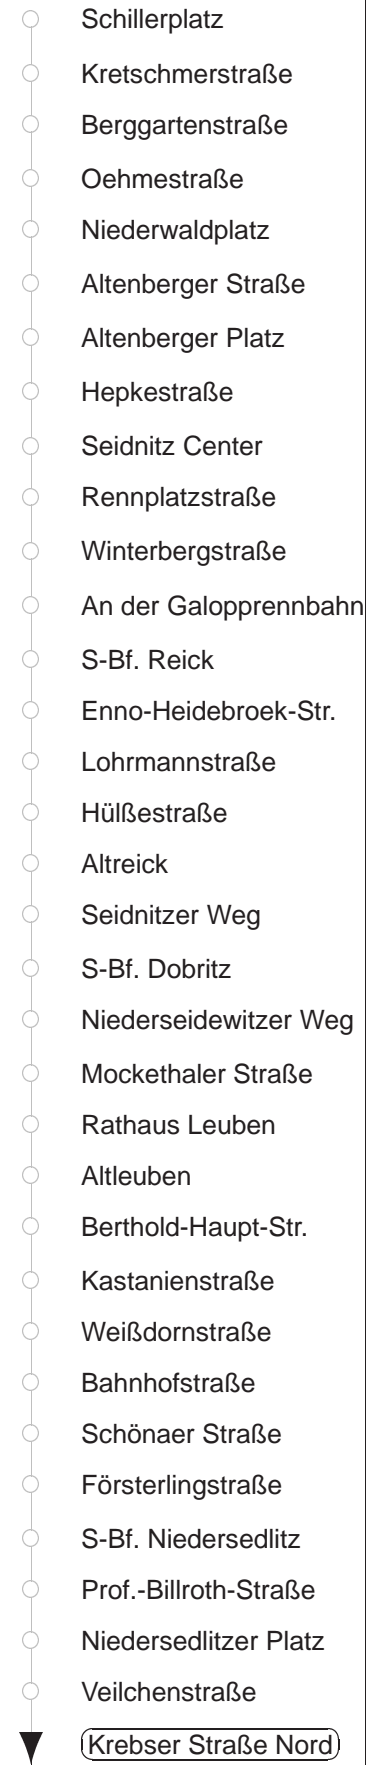 Schillerplatz
Kretschmerstraße
Berggartenstraße
Oehmestraße
Niederwaldplatz
Altenberger Straße
Altenberger Platz
Hepkestraße
Seidnitz Center
Rennplatzstraße
Winterbergstraße
An der Galopprennbahn
S-Bf. Reick
Enno-Heidebroek-Str.
Lohrmannstraße
Hülßestraße
Altreick
Seidnitzer Weg
S-Bf. Dobritz
Niederseidewitzer Weg
Mockethaler Straße
Rathaus Leuben
Altleuben
Berthold-Haupt-Str.
Kastanienstraße
Weißdornstraße
Bahnhofstraße
Schönaer Straße
Försterlingstraße
S-Bf. Niedersedlitz
Prof.-Billroth-Straße
Niedersedlitzer Platz
Veilchenstraße
Krebser Straße Nord